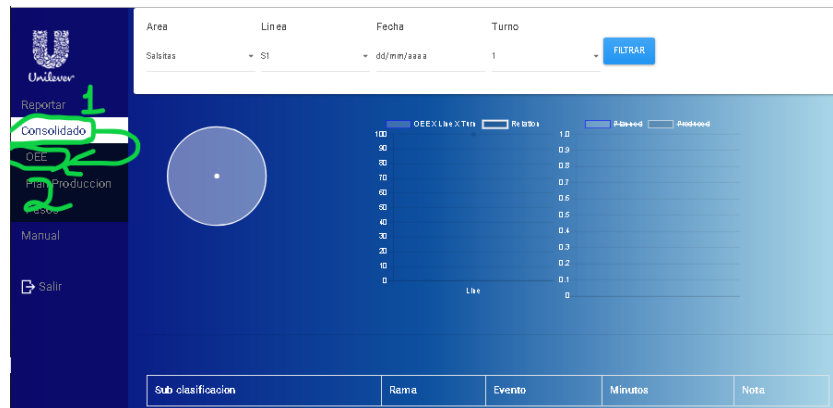 Area Linea Fecha Turno
Salsitas S1 dd/mm/aaaa 1 FILTRAR
Unilever
Reportar 1
Consolidado
OEE
Plan Produccion
2
Pesos
Manual
Salir
OEE X Line X Turn Relation
100
90
80
70
60
50
40
30
20
10
0
Line
Planned Produced
1.0
0.9
0.8
0.7
0.6
0.5
0.4
0.3
0.2
0.1
0
Sub clasificacion Rama Evento Minutos Nota